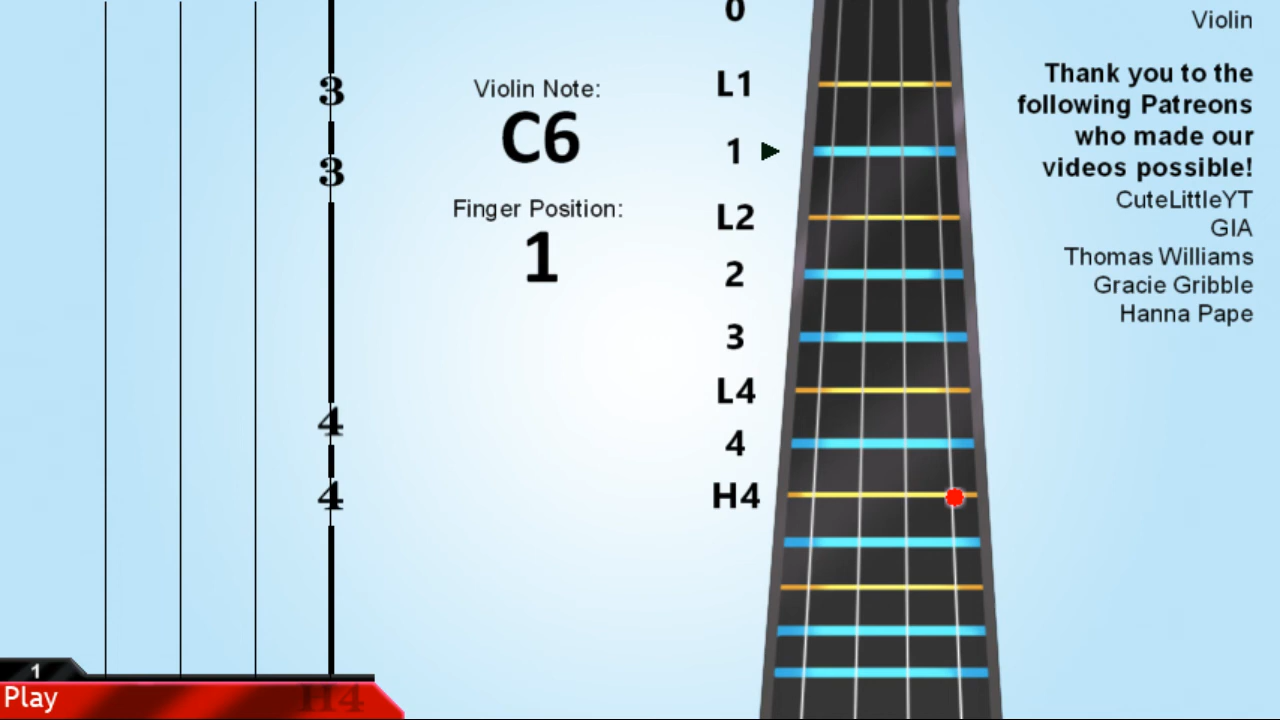 3
3
4
4
1
Play
H4
Violin Note:
C6
Finger Position:
1
0
L1
1
L2
2
3
L4
4
H4
Violin
Thank you to the
following Patreons
who made our
videos possible!
CuteLittleYT
GIA
Thomas Williams
Gracie Gribble
Hanna Pape